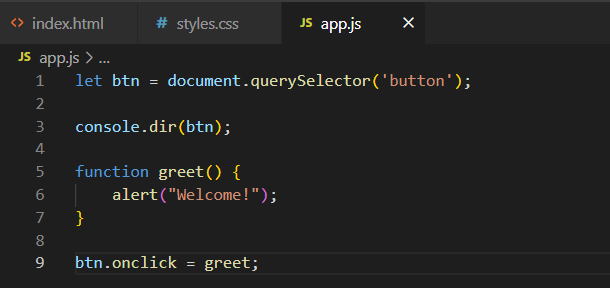 <> index.html # styles.css JS app.js ×
JS app.js > ...
1 let btn = document.querySelector('button');
2
3 console.dir(btn);
4
5 function greet() {
6 alert("Welcome!");
7 }
8
9 btn.onclick = greet;